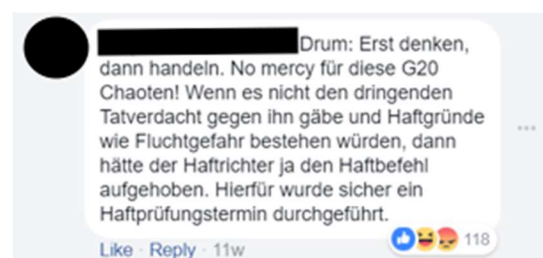 Drum: Erst denken,
dann handeln. No mercy für diese G20
Chaoten! Wenn es nicht den dringenden
Tatverdacht gegen ihn gäbe und Haftgründe
wie Fluchtgefahr bestehen würden, dann
hätte der Haftrichter ja den Haftbefehl
aufgehoben. Hierfür wurde sicher ein
Haftprüfungstermin durchgeführt.
118
Like · Reply · 11w